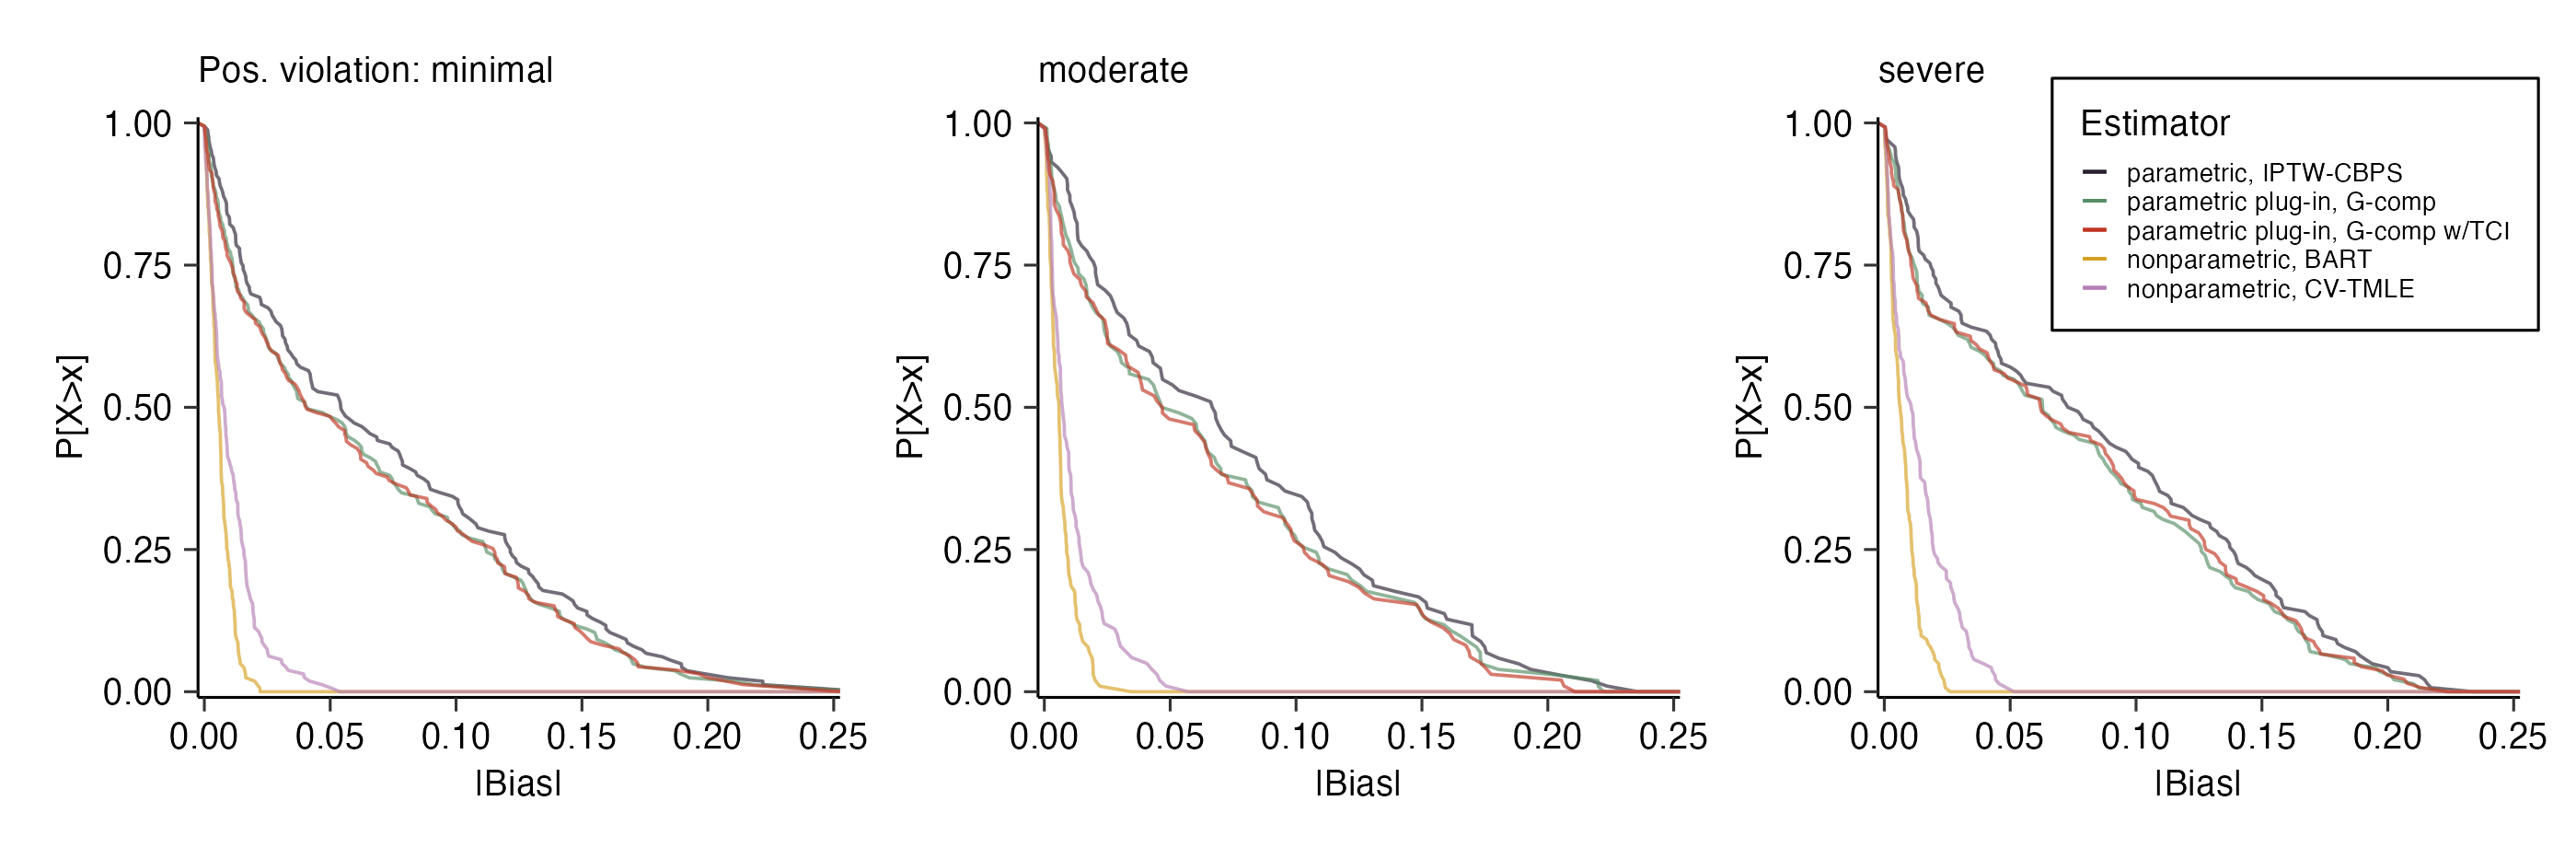 Pos. violation: minimal
P[X>x]
1.00
0.75
0.50
0.25
0.00
0.00 0.05 0.10 0.15 0.20 0.25
|Bias|
moderate
P[X>x]
1.00
0.75
0.50
0.25
0.00
0.00 0.05 0.10 0.15 0.20 0.25
|Bias|
severe
P[X>x]
1.00
0.75
0.50
0.25
0.00
0.00 0.05 0.10 0.15 0.20 0.25
|Bias|
Estimator
parametric, IPTW-CBPS
parametric plug-in, G-comp
parametric plug-in, G-comp w/TCI
nonparametric, BART
nonparametric, CV-TMLE